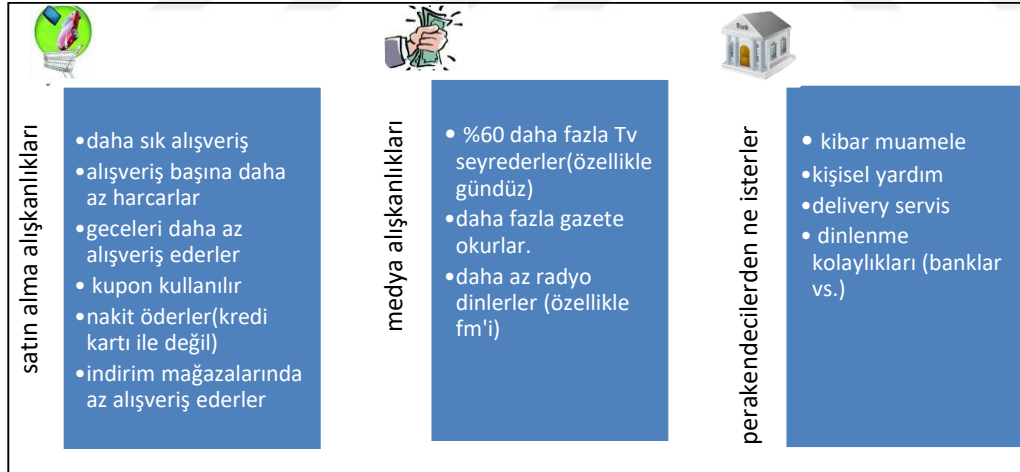 satın alma alışkanlıkları
•daha sık alışveriş
•alışveriş başına daha
az harcarlar
•geceleri daha az
alışveriş ederler
• kupon kullanılır
•nakit öderler(kredi
kartı ile değil)
•indirim mağazalarında
az alışveriş ederler
medya alışkanlıkları
• %60 daha fazla Tv
seyrederler(özellikle
gündüz)
•daha fazla gazete
okurlar.
•daha az radyo
dinlerler (özellikle
fm'i)
Bank
perakendecilerden ne isterler
• kibar muamele
•kişisel yardım
•delivery servis
• dinlenme
kolaylıkları (banklar
vs.)